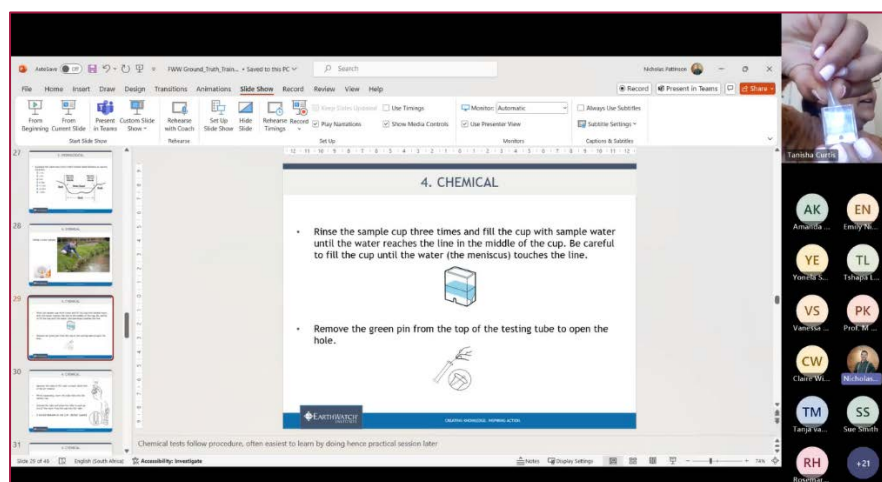 AutoSave Off
FWW Ground_Truth_Train... • Saved to this PC
Search
Nicholas Pattinson
File Home Insert Draw Design Transitions Animations Slide Show Record Review View Help
Record Present in Teams Share
From Beginning
From Current Slide
Present in Teams
Custom Slide Show
Rehearse with Coach
Set Up Slide Show
Hide Slide
Rehearse Timings
Record
Keep Slides Updated
Use Timings
Play Narrations
Show Media Controls
Monitor: Automatic
Use Presenter View
Always Use Subtitles
Subtitle Settings
Start Slide Show Rehearse Set Up Monitors Captions & Subtitles
27
28
29
30
31
4. CHEMICAL
• Rinse the sample cup three times and fill the cup with sample water
until the water reaches the line in the middle of the cup. Be careful
to fill the cup until the water (the meniscus) touches the line.
• Remove the green pin from the top of the testing tube to open the
hole.
EARTHWATCH
INSTITUTE
CREATING KNOWLEDGE, INSPIRING ACTION.
Chemical tests follow procedure, often easiest to learn by doing hence practical session later
Slide 29 of 48 English (South Africa) Accessibility: Investigate Notes Display Settings 74%
Tanisha Curtis
AK EN
Amanda ... Emily Ni...
YE TL
Yonela S... Tshapa L...
VS PK
Vanessa ... Prof. M ...
CW
Claire Wi... Nicholas...
TM SS
Tanja Va... Sue Smith
RH +21
Rosemar...